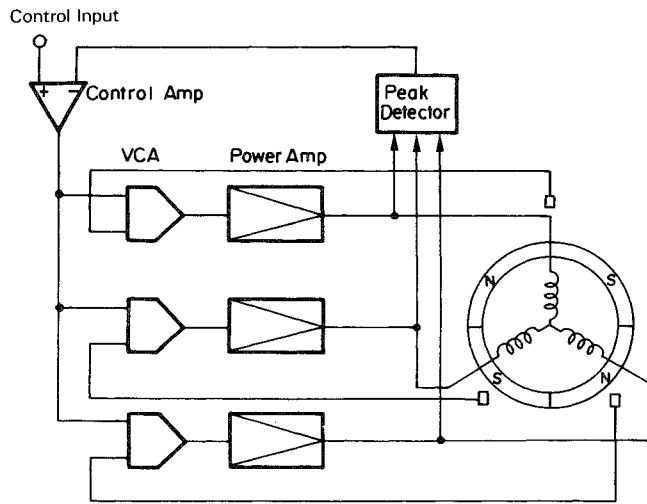 Control Input
+ -
Control Amp
Peak
Detector
VCA
Power Amp
N
S
S
N